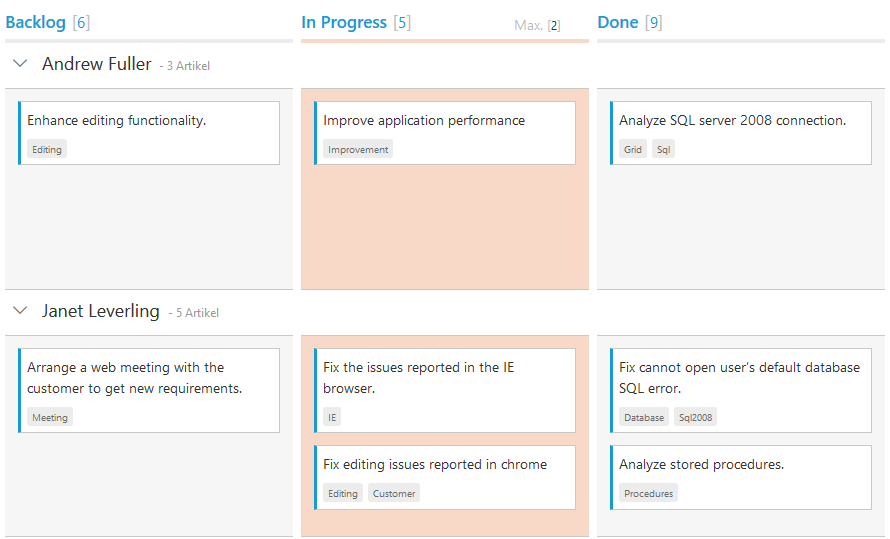 Backlog [6]
In Progress [5]
Max. [2]
Done [9]
Andrew Fuller - 3 Artikel
Enhance editing functionality.
Editing
Improve application performance
Improvement
Analyze SQL server 2008 connection.
Grid Sql
Janet Leverling - 5 Artikel
Arrange a web meeting with the
customer to get new requirements.
Meeting
Fix the issues reported in the IE
browser.
IE
Fix editing issues reported in chrome
Editing Customer
Fix cannot open user's default database
SQL error.
Database Sql2008
Analyze stored procedures.
Procedures